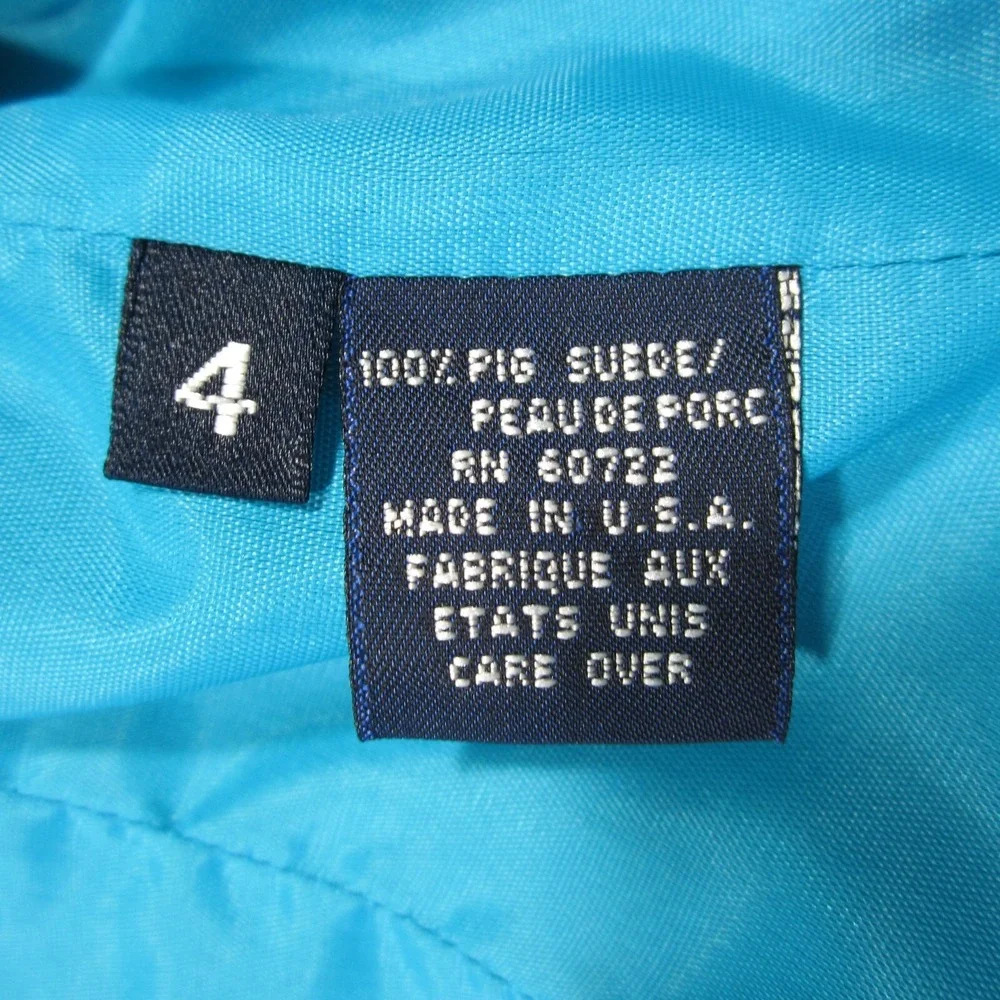 4
100% PIG SUEDE/
PEAU DE PORC
RN 60722
MADE IN U.S.A.
FABRIQUE AUX
ETATS UNIS
CARE OVER